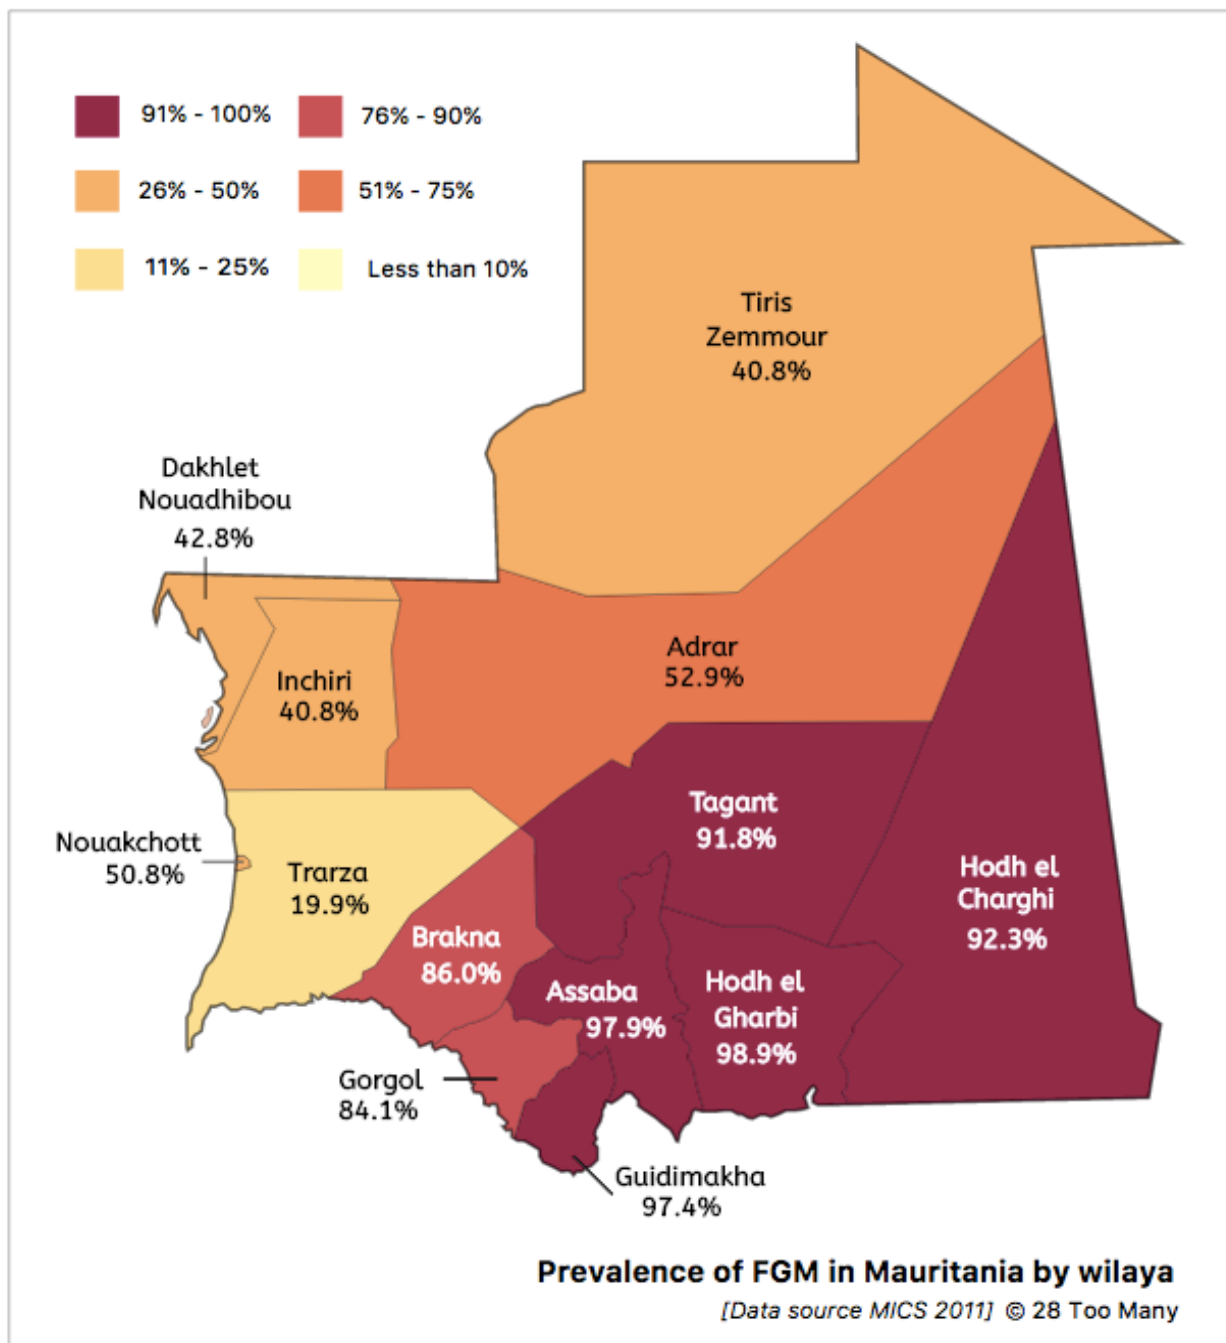 91% - 100%
76% - 90%
26% - 50%
51% - 75%
11% - 25%
Less than 10%
Tiris
Zemmour
40.8%
Dakhlet
Nouadhibou
42.8%
Inchiri
40.8%
Adrar
52.9%
Tagant
91.8%
Nouakchott
50.8%
Trarza
19.9%
Hodh el
Charghi
92.3%
Brakna
86.0%
Assaba
97.9%
Hodh el
Gharbi
98.9%
Gorgol
84.1%
Guidimakha
97.4%
Prevalence of FGM in Mauritania by wilaya
[Data source MICS 2011] © 28 Too Many